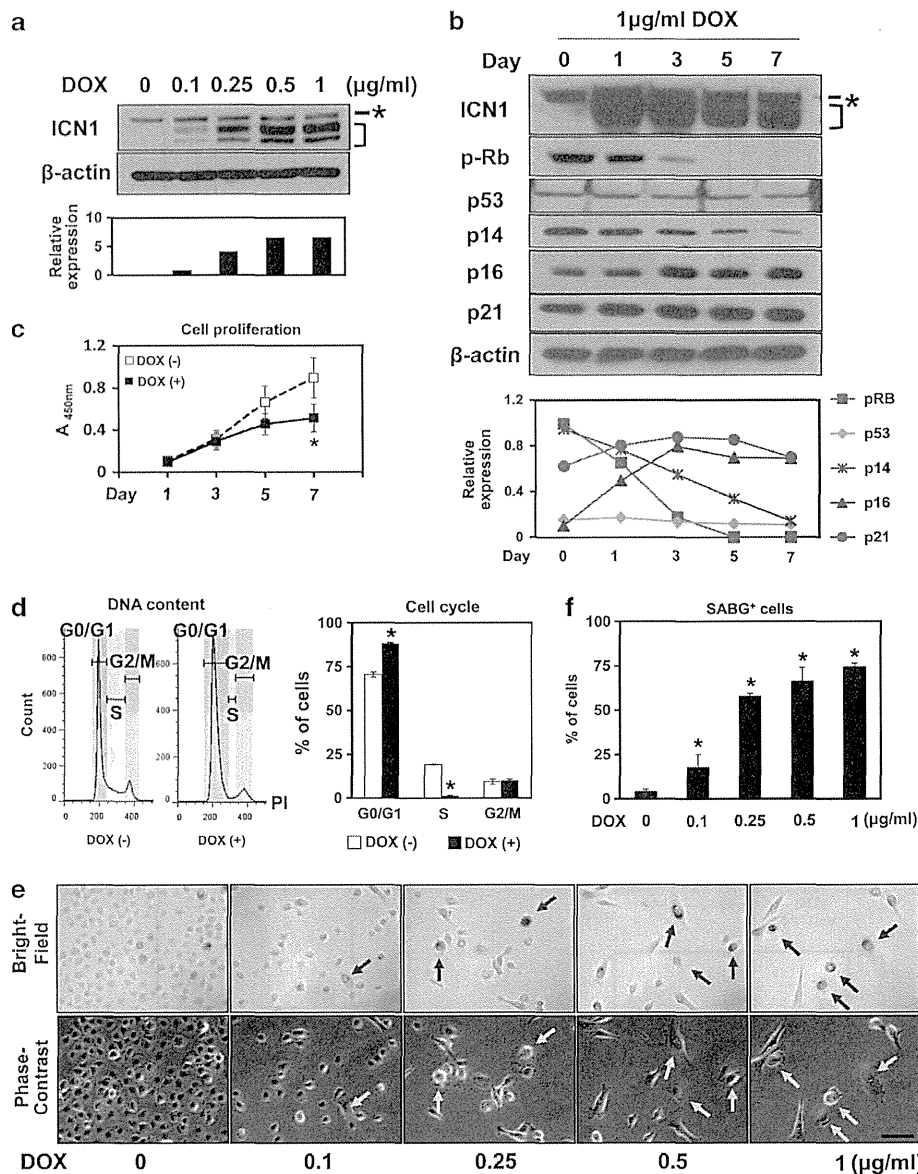 a
DOX 0 0.1 0.25 0.5 1 (μg/ml)
ICN1 *
β-actin
Relative expression
10
5
0
b
1μg/ml DOX
Day 0 1 3 5 7
ICN1 *
p-Rb
p53
p14
p16
p21
β-actin
Relative expression
1.2
0.8
0.4
0
Day 0 1 3 5 7
pRB
p53
p14
p16
p21
c
Cell proliferation
A 450nm
1.2
0.8
0.4
0
DOX (-)
DOX (+)
*
Day 1 3 5 7
d
DNA content
G0/G1 G0/G1
G2/M G2/M
S S
Count
800
600
400
200
0
600
400
200
0
0 200 400 0 200 400
PI
DOX (-) DOX (+)
Cell cycle
% of cells
100
75
50
25
0
* *
G0/G1 S G2/M
DOX (-) DOX (+)
f
SABG+ cells
% of cells
100
75
50
25
0
* * * *
DOX 0 0.1 0.25 0.5 1 (μg/ml)
e
Bright-Field
Phase-Contrast
DOX 0 0.1 0.25 0.5 1 (μg/ml)